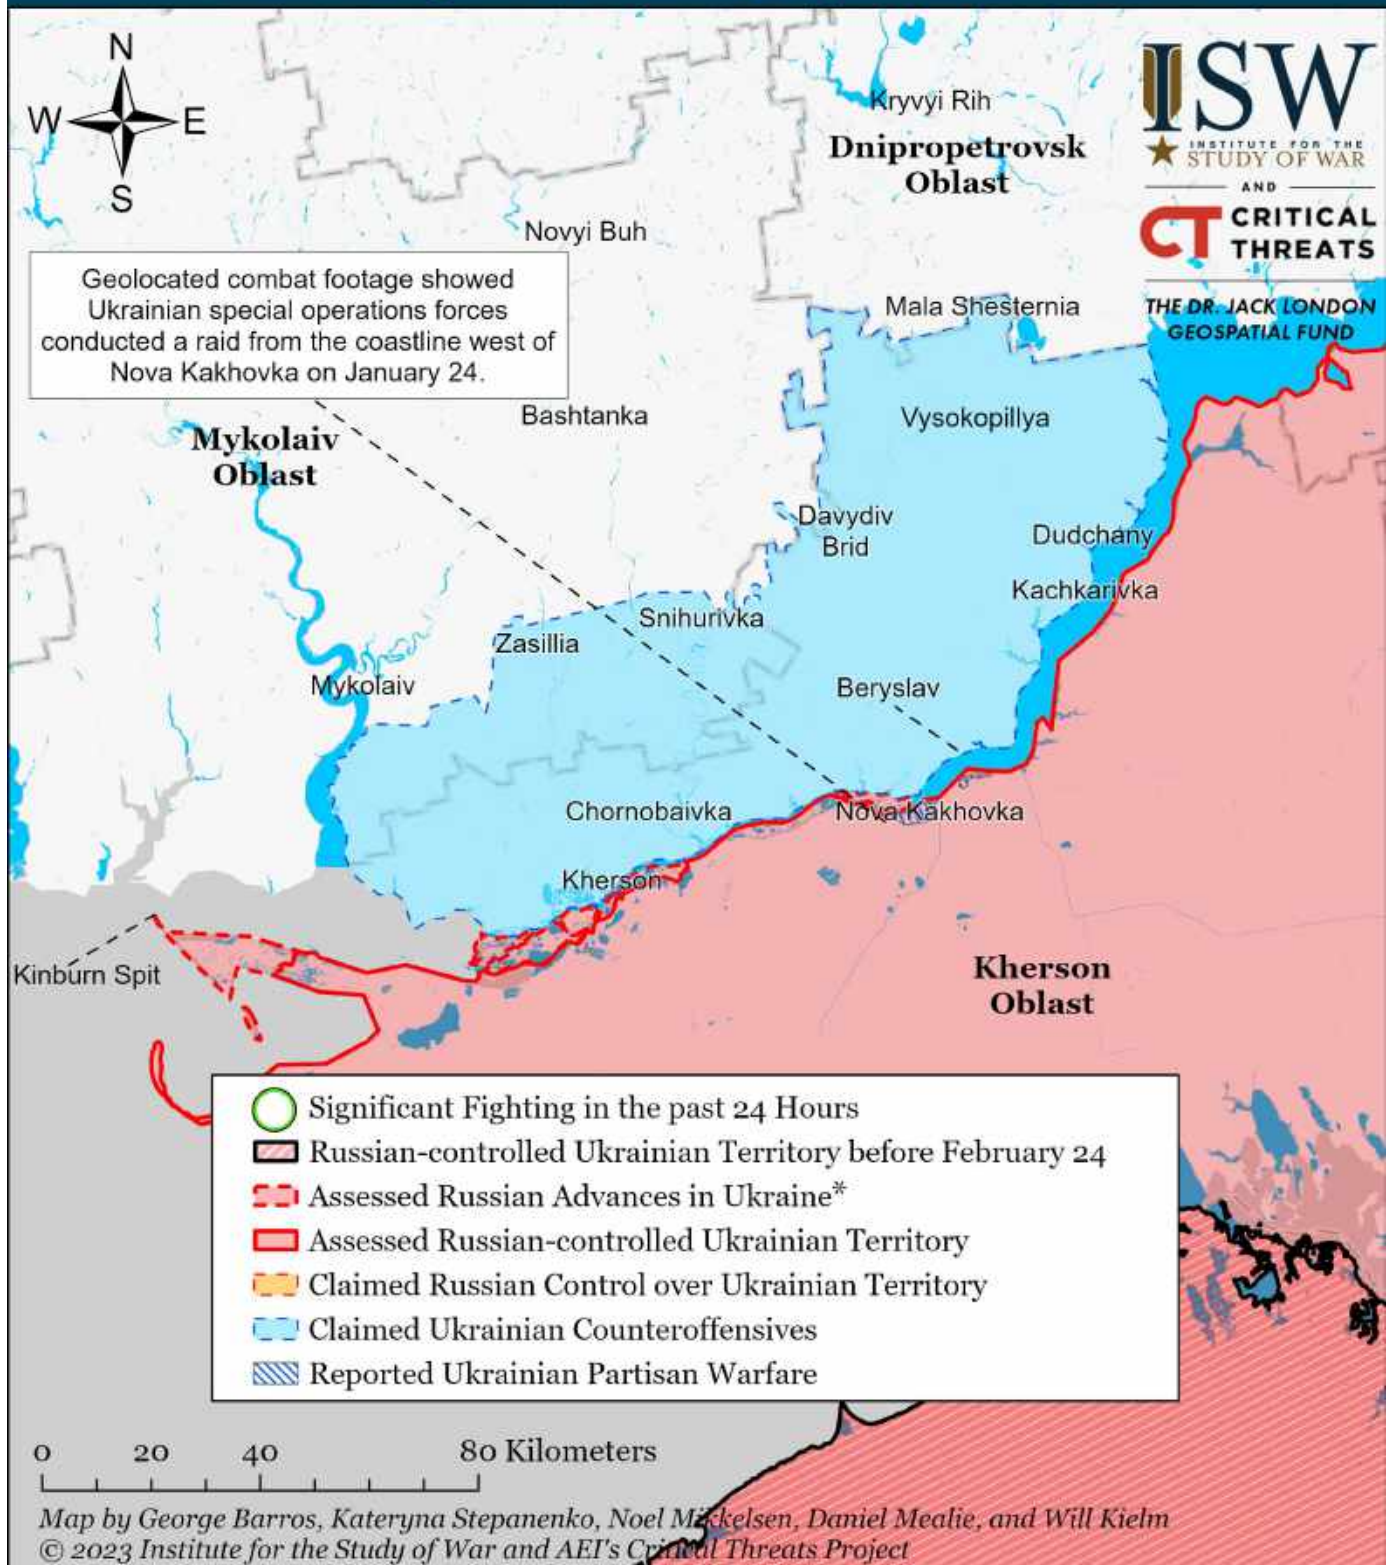 N
W E
S
ISW
INSTITUTE FOR THE
STUDY OF WAR
AND
CT CRITICAL
THREATS
THE DR. JACK LONDON
GEOSPATIAL FUND
Kryvyi Rih
Dnipropetrovsk
Oblast
Novyi Buh
Geolocated combat footage showed
Ukrainian special operations forces
conducted a raid from the coastline west of
Nova Kakhovka on January 24.
Mala Shesternia
Bashtanka
Vysokopillya
Mykolaiv
Oblast
Davydiv
Brid
Dudchany
Kachkarivka
Snihurivka
Zasillia
Mykolaiv
Beryslav
Chornobaivka
Nova Kakhovka
Kherson
Kinburn Spit
Kherson
Oblast
Significant Fighting in the past 24 Hours
Russian-controlled Ukrainian Territory before February 24
Assessed Russian Advances in Ukraine*
Assessed Russian-controlled Ukrainian Territory
Claimed Russian Control over Ukrainian Territory
Claimed Ukrainian Counteroffensives
Reported Ukrainian Partisan Warfare
0 20 40 80 Kilometers
Map by George Barros, Kateryna Stepanenko, Noel Mikkelsen, Daniel Mealie, and Will Kielm
© 2023 Institute for the Study of War and AEI's Critical Threats Project